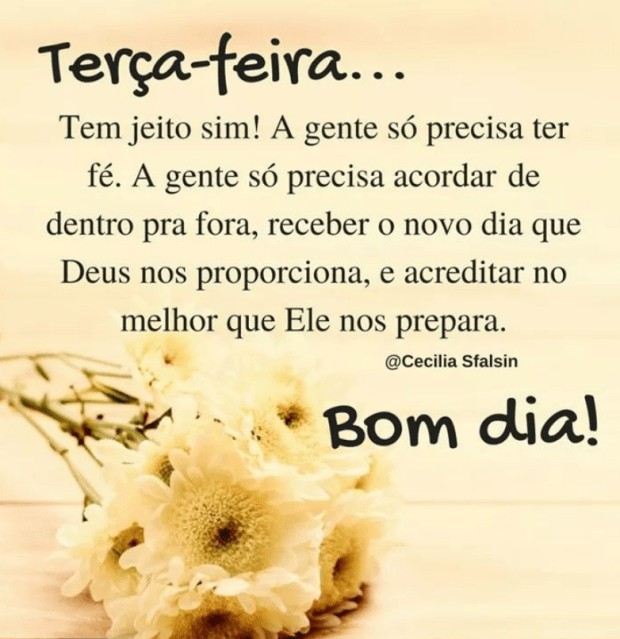 Terça-feira...
Tem jeito sim! A gente só precisa ter
fé. A gente só precisa acordar de
dentro pra fora, receber o novo dia que
Deus nos proporciona, e acreditar no
melhor que Ele nos prepara.
@Cecilia Sfalsin
Bom dia!